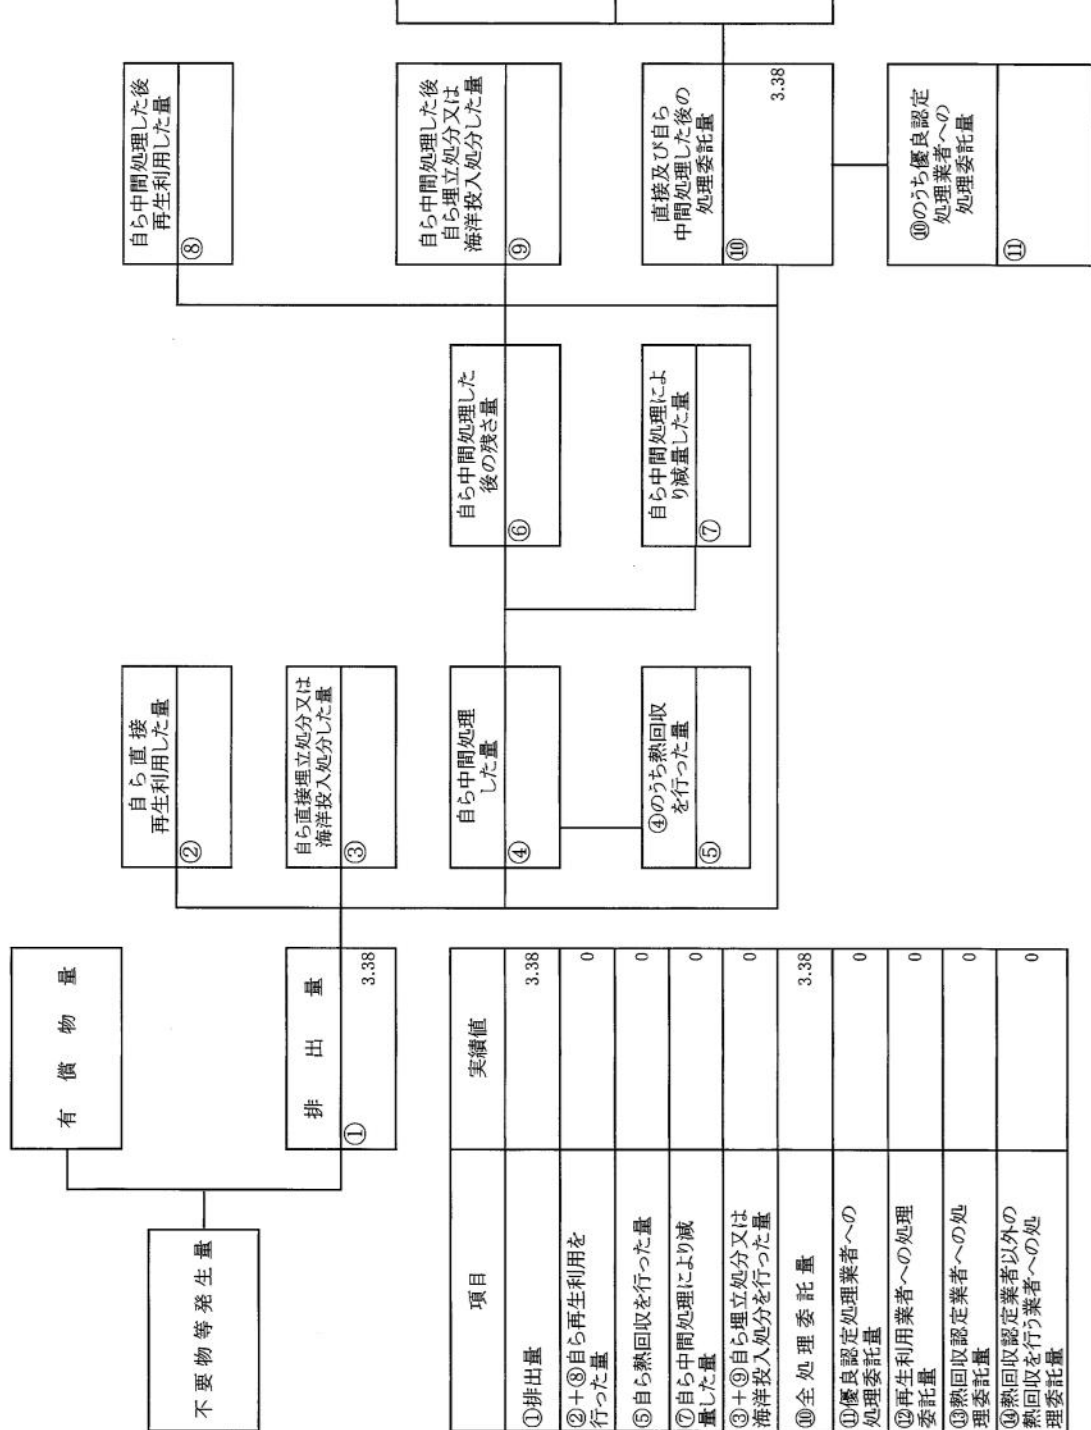 不要物等発生量
有償物量
排出量
①
3.38
自ら直接
再生利用した量
②
自ら直接埋立処分又は
海洋投入処分した量
③
自ら中間処理
した量
④
④のうち熱回収
を行った量
⑤
自ら中間処理した
後の残さ量
⑥
自ら中間処理によ
り減量した量
⑦
自ら中間処理した後
再生利用した量
⑧
自ら中間処理した後
自ら埋立処分又は
海洋投入処分した量
⑨
直接及び自ら
中間処理した後の
処理委託量
⑩
3.38
⑩のうち優良認定
処理業者への
処理委託量
⑪
項目
実績値
①排出量
3.38
②+⑧自ら再生利用を
行った量
0
⑤自ら熱回収を行った量
0
⑦自ら中間処理により減
量した量
0
③+⑨自ら埋立処分又は
海洋投入処分を行った量
0
⑩全処理委託量
3.38
⑪優良認定処理業者への
処理委託量
0
⑫再生利用業者への処理
委託量
0
⑬熱回収認定業者への処
理委託量
0
⑭熱回収認定業者以外の
熱回収を行う業者への処
理委託量
0